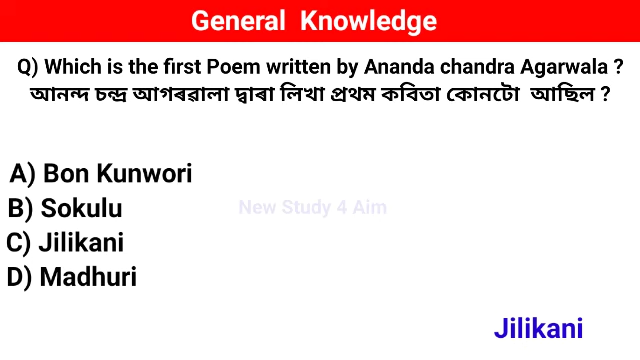 General Knowledge
Q) Which is the first Poem written by Ananda chandra Agarwala ?
আনন্দ চন্দ্ৰ আগৰৱালা দ্বাৰা লিখা প্ৰথম কবিতা কোনটো আছিল ?
A) Bon Kunwori
B) Sokulu
New Study 4 Aim
C) Jilikani
D) Madhuri
Jilikani